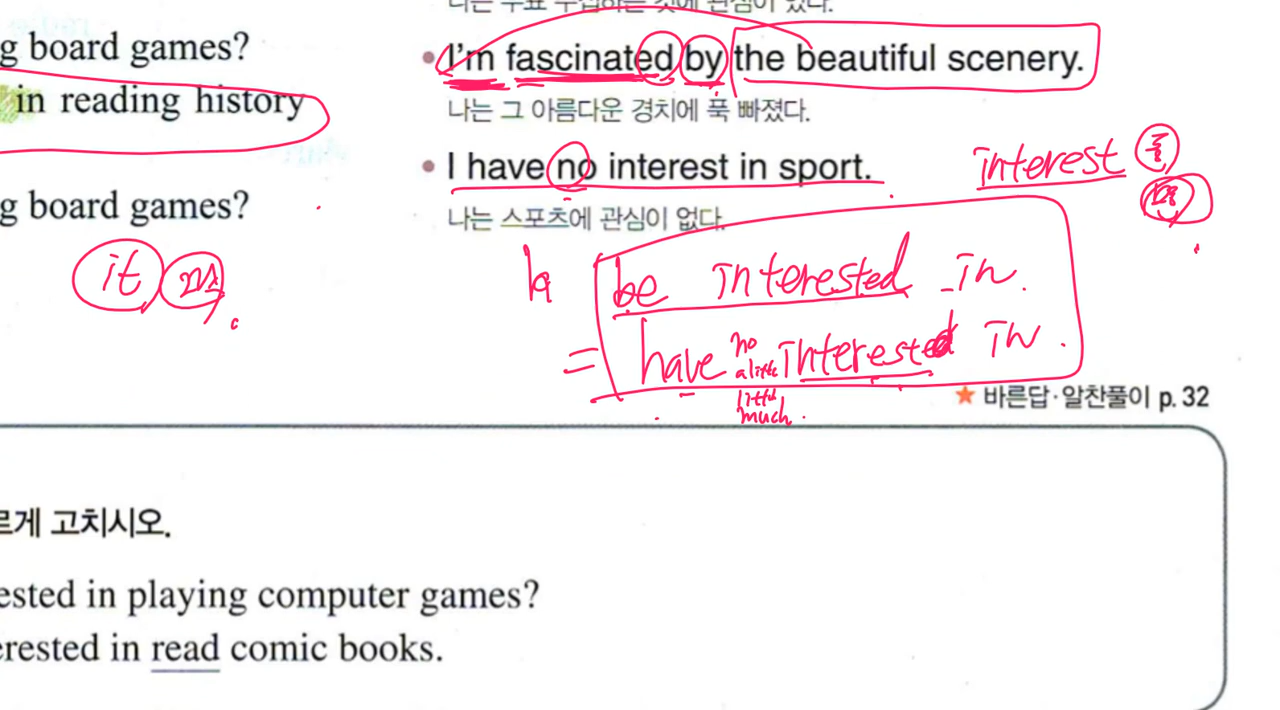 나는 우표 수집하는 것에 관심이 있다.
g board games?
in reading history
g board games?
it
• I'm fascinated by the beautiful scenery.
나는 그 아름다운 경치에 푹 빠졌다.
• I have no interest in sport.
나는 스포츠에 관심이 없다.
interest 동
명
be interested in.
= have no interested in.
a little
little
much.
★ 바른답·알찬풀이 p. 32
르게 고치시오.
ested in playing computer games?
erested in read comic books.